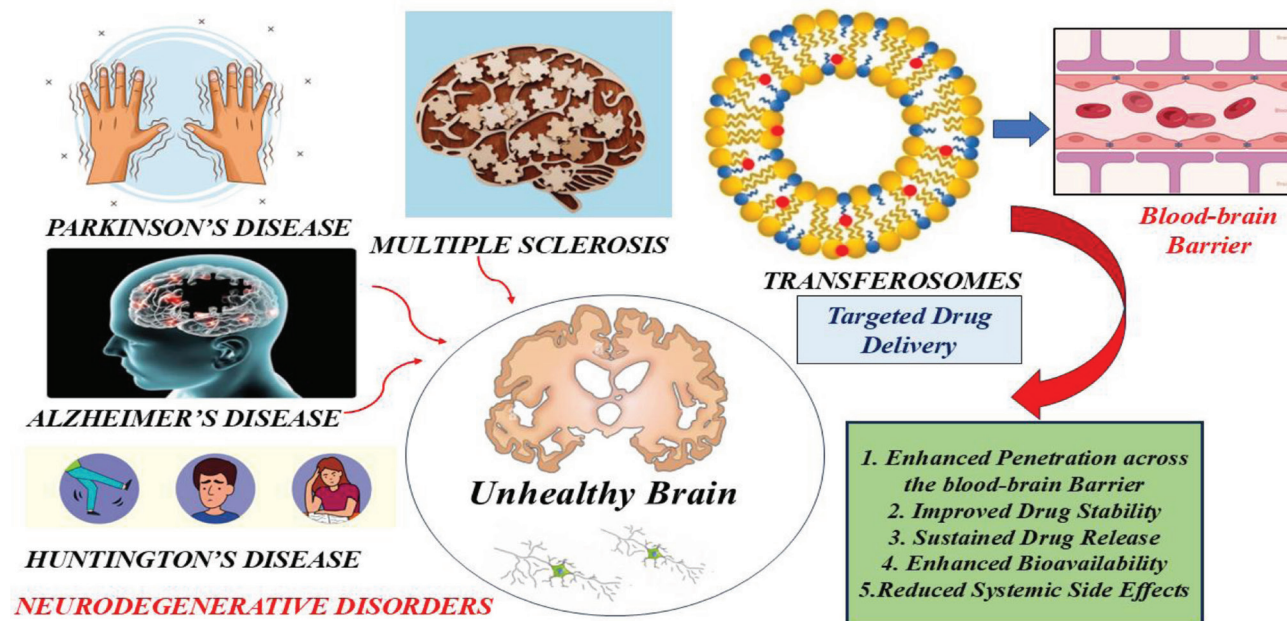 PARKINSON'S DISEASE
MULTIPLE SCLEROSIS
ALZHEIMER'S DISEASE
HUNTINGTON'S DISEASE
NEURODEGENERATIVE DISORDERS
Unhealthy Brain
TRANSFEROSOMES
Targeted Drug
Delivery
Blood-brain
Barrier
1. Enhanced Penetration across
the blood-brain Barrier
2. Improved Drug Stability
3. Sustained Drug Release
4. Enhanced Bioavailability
5.Reduced Systemic Side Effects